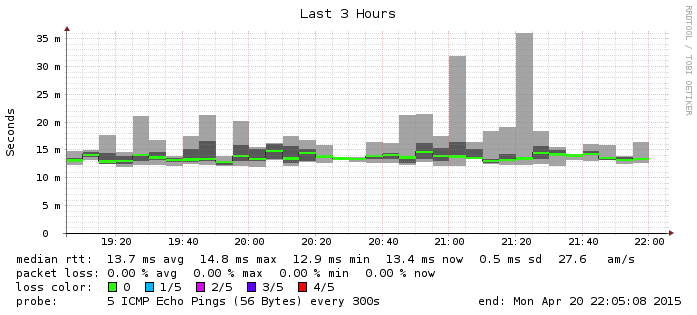 Last 3 Hours
RRDTOOL / TOBI OETIKER
Seconds
35 m
30 m
25 m
20 m
15 m
10 m
5 m
0
19:20 19:40 20:00 20:20 20:40 21:00 21:20 21:40 22:00
median rtt: 13.7 ms avg 14.8 ms max 12.9 ms min 13.4 ms now 0.5 ms sd 27.6 am/s
packet loss: 0.00 % avg 0.00 % max 0.00 % min 0.00 % now
loss color: 0 1/5 2/5 3/5 4/5
probe: 5 ICMP Echo Pings (56 Bytes) every 300s end: Mon Apr 20 22:05:08 2015